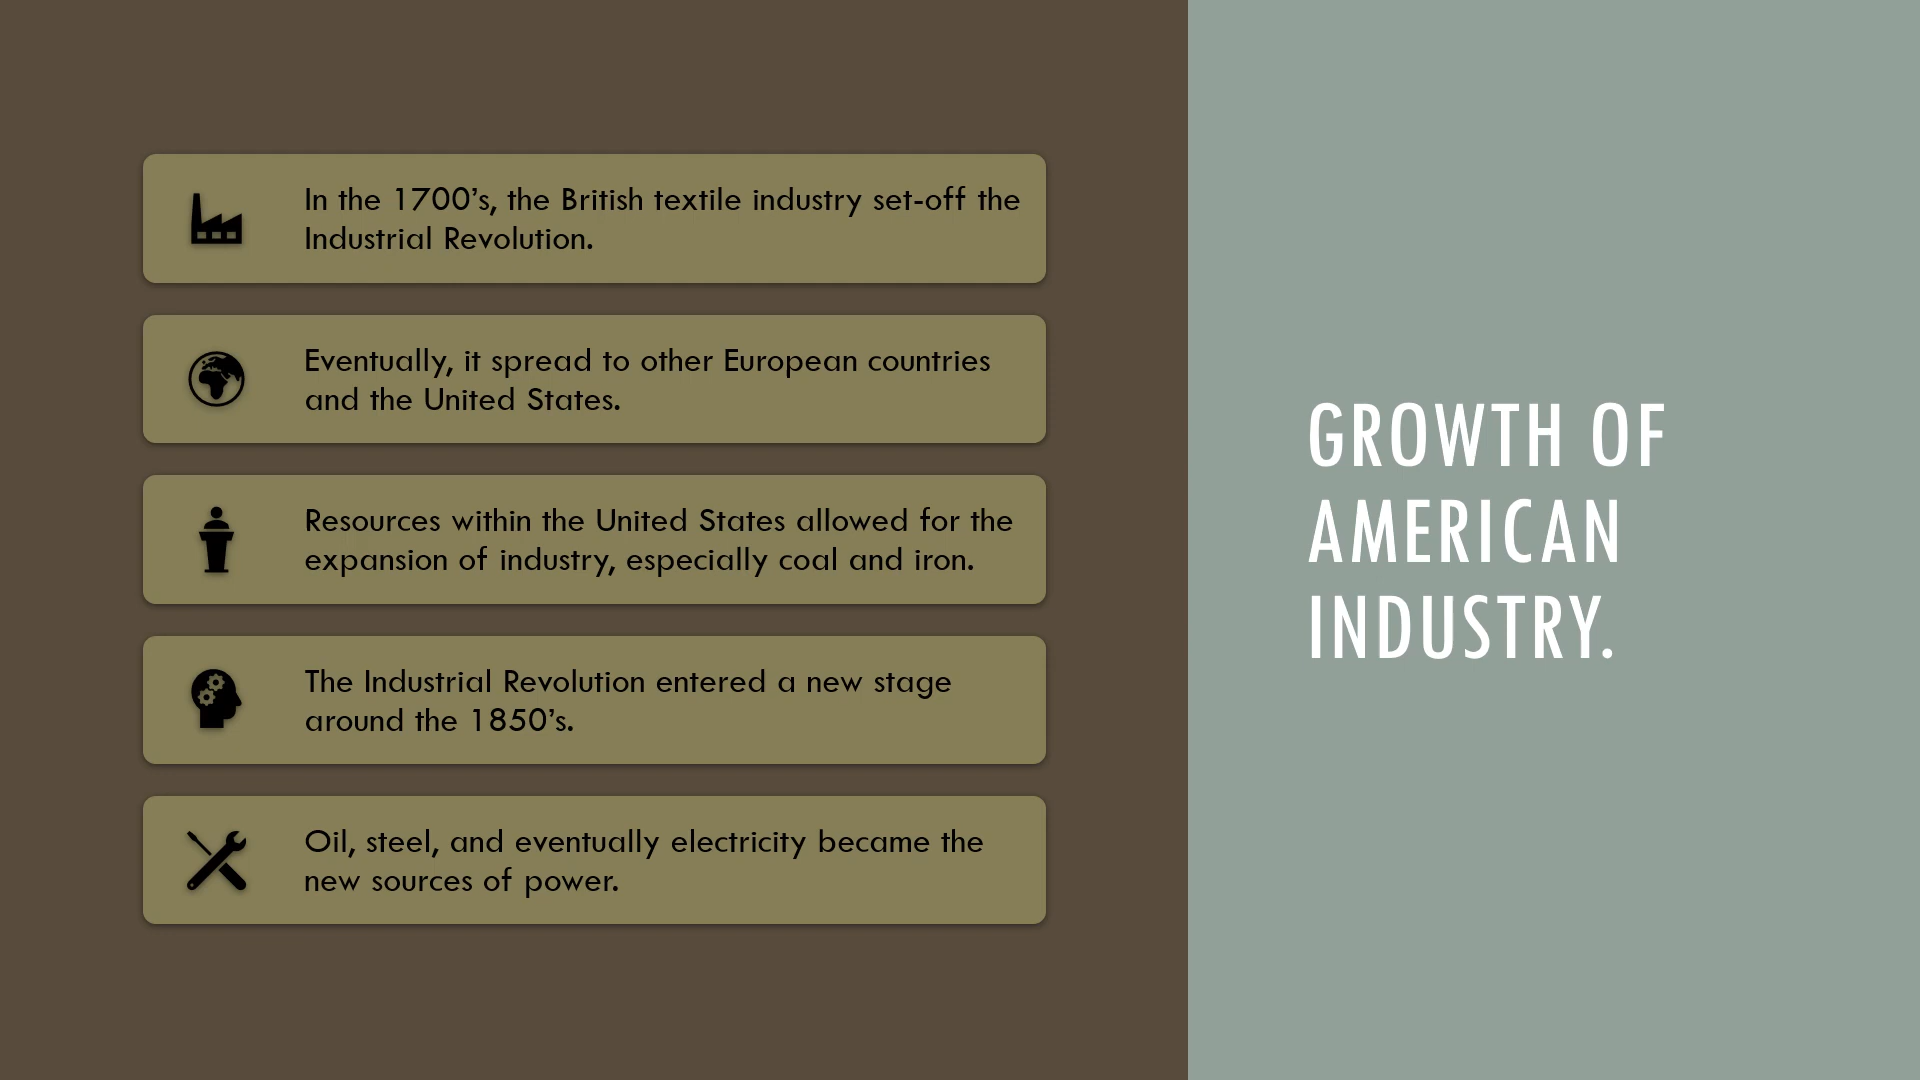 In the 1700’s, the British textile industry set-off the
Industrial Revolution.
Eventually, it spread to other European countries
and the United States.
Resources within the United States allowed for the
expansion of industry, especially coal and iron.
The Industrial Revolution entered a new stage
around the 1850’s.
Oil, steel, and eventually electricity became the
new sources of power.
GROWTH OF
AMERICAN
INDUSTRY.